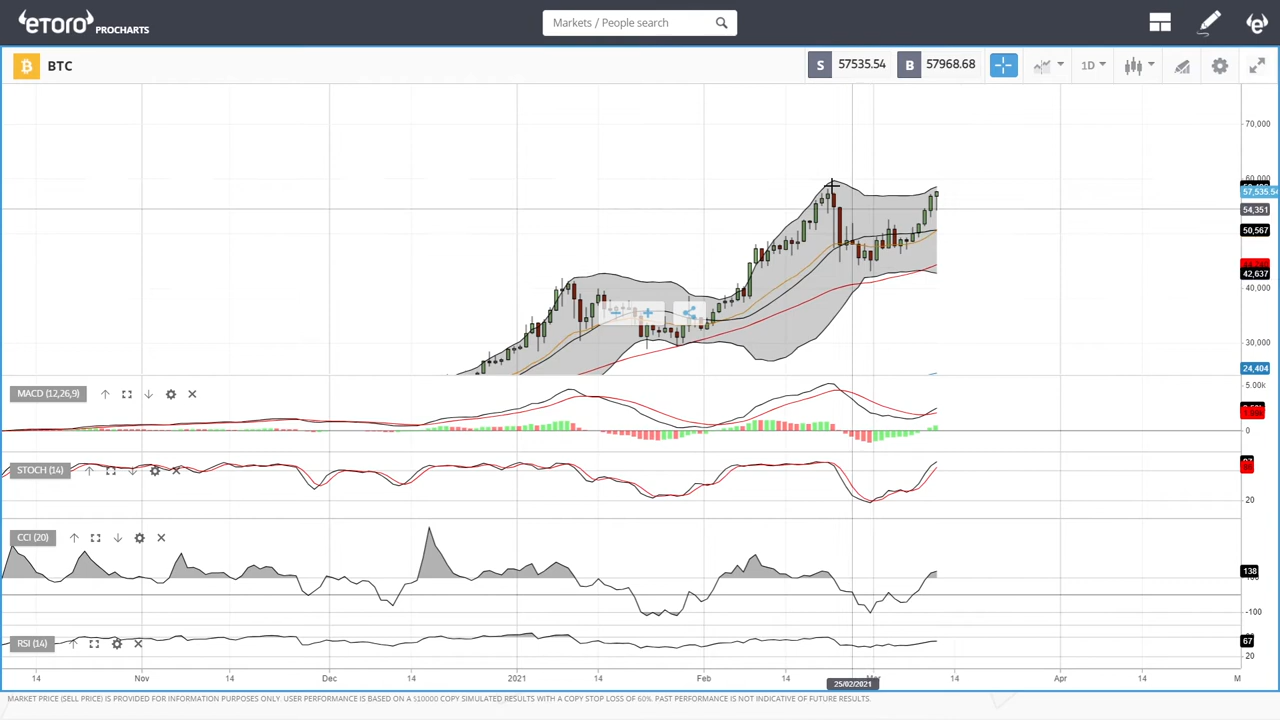 eToro PROCHARTS
Markets / People search
BTC
S 57535.54 B 57968.68
1D
70,000
60,000
57,535.54
54,351
50,567
42,637
40,000
30,000
24,404
MACD (12,26,9)
5.00k
0
STOCH (14)
20
CCI (20)
138
-100
RSI (14)
67
20
14 Nov 14 Dec 14 2021 14 Feb 14 Mar 14 Apr 14 M
25/02/2021
MARKET PRICE (SELL PRICE) IS PROVIDED FOR INFORMATION PURPOSES ONLY. USER PERFORMANCE IS BASED ON A $10000 COPY SIMULATED RESULTS WITH A COPY STOP LOSS OF 60%. PAST PERFORMANCE IS NOT INDICATIVE OF FUTURE RESULTS.